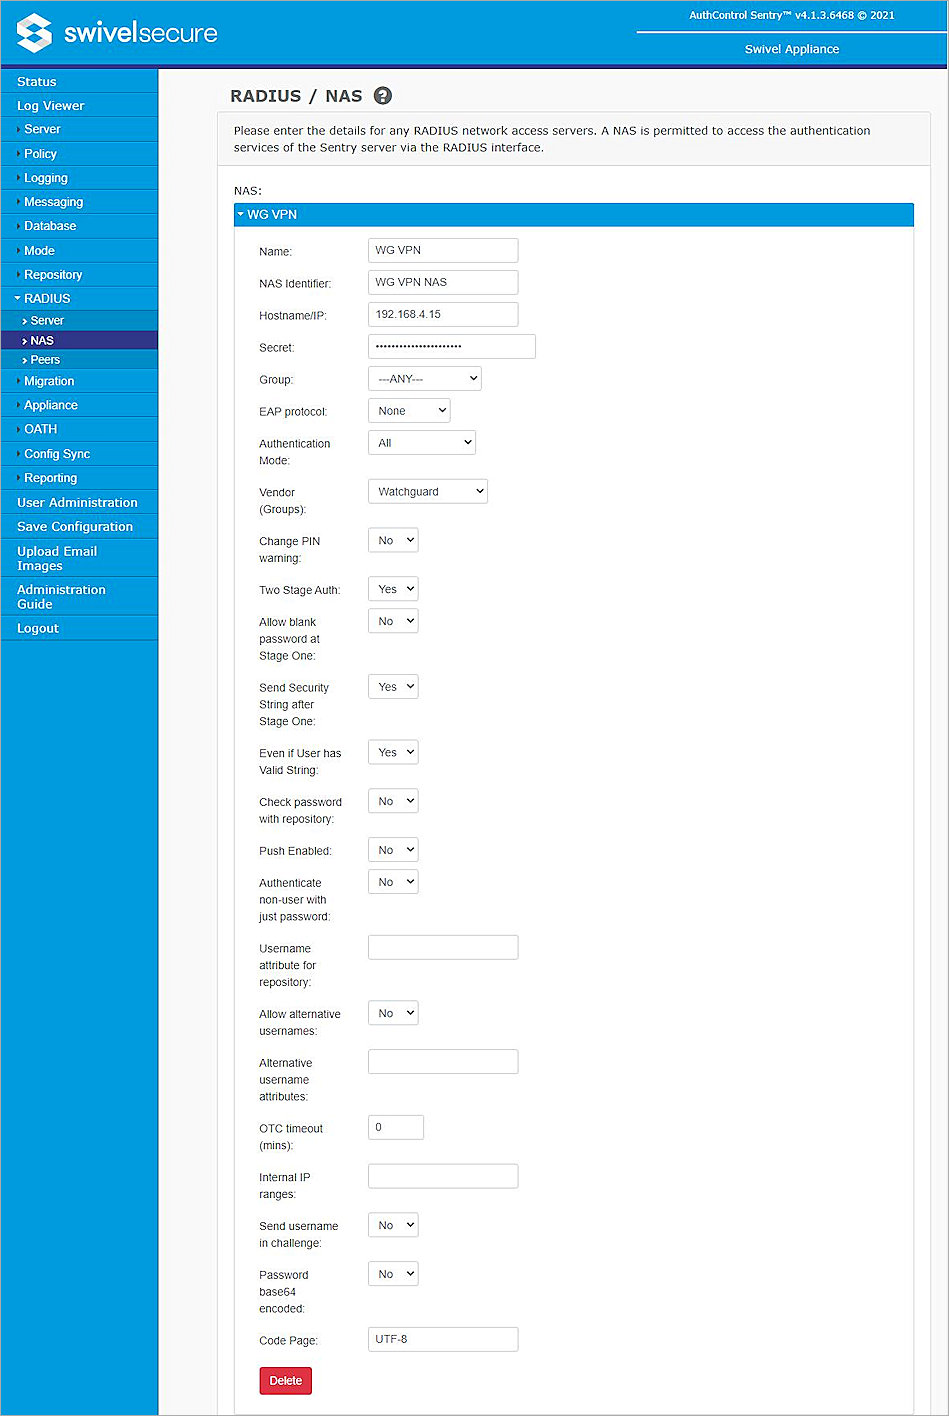 swivelsecure
AuthControl Sentry™ v4.1.3.6468 © 2021
Swivel Appliance
Status
Log Viewer
Server
Policy
Logging
Messaging
Database
Mode
Repository
RADIUS
Server
NAS
Peers
Migration
Appliance
OATH
Config Sync
Reporting
User Administration
Save Configuration
Upload Email
Images
Administration
Guide
Logout
RADIUS / NAS ?
Please enter the details for any RADIUS network access servers. A NAS is permitted to access the authentication
services of the Sentry server via the RADIUS interface.
NAS:
WG VPN
Name: WG VPN
NAS Identifier: WG VPN NAS
Hostname/IP: 192.168.4.15
Secret: ••••••••••••••••••••••
Group: ---ANY---
EAP protocol: None
Authentication All
Mode:
Vendor Watchguard
(Groups):
Change PIN No
warning:
Two Stage Auth: Yes
Allow blank No
password at
Stage One:
Send Security Yes
String after
Stage One:
Even if User has Yes
Valid String:
Check password No
with repository:
Push Enabled: No
Authenticate No
non-user with
just password:
Username
attribute for
repository:
Allow alternative No
usernames:
Alternative
username
attributes:
OTC timeout 0
(mins):
Internal IP
ranges:
Send username No
in challenge:
Password No
base64
encoded:
Code Page: UTF-8
Delete